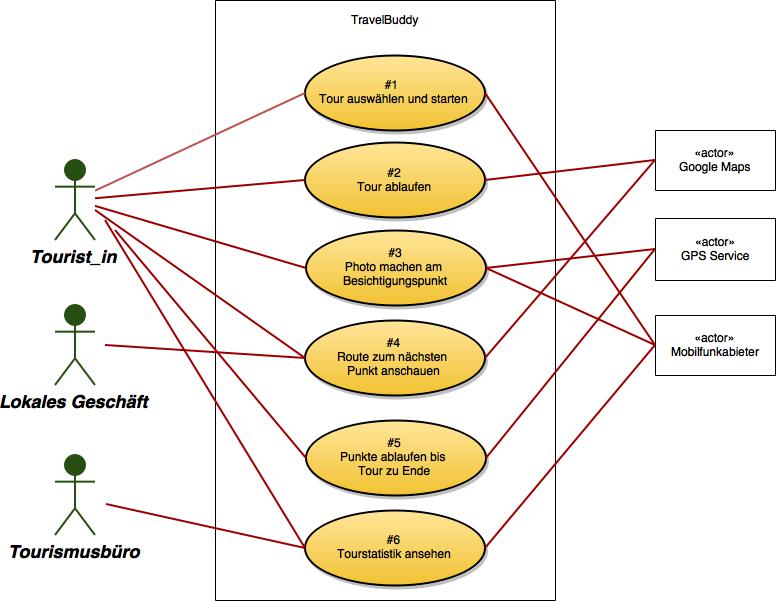 TravelBuddy
#1
Tour auswählen und starten
#2
Tour ablaufen
#3
Photo machen am
Besichtigungspunkt
#4
Route zum nächsten
Punkt anschauen
#5
Punkte ablaufen bis
Tour zu Ende
#6
Tourstatistik ansehen
Tourist_in
Lokales Geschäft
Tourismusbüro
«actor»
Google Maps
«actor»
GPS Service
«actor»
Mobilfunkabieter